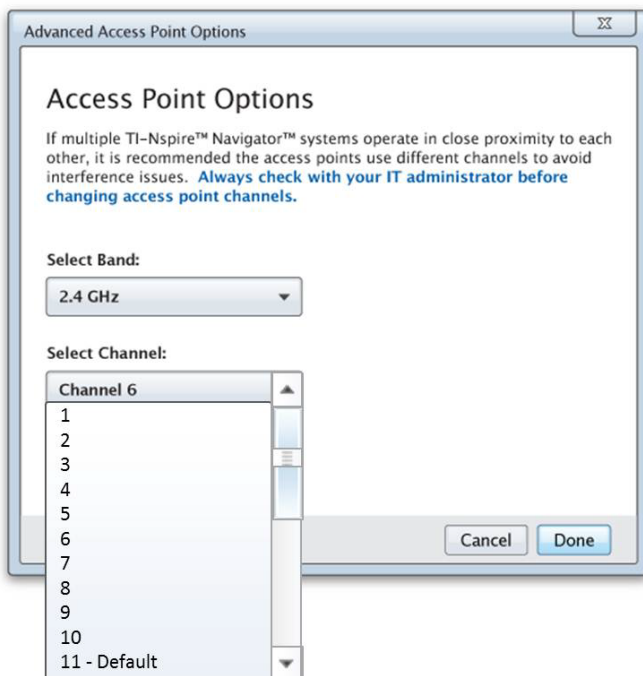 Advanced Access Point Options
Access Point Options
If multiple TI-Nspire™ Navigator™ systems operate in close proximity to each
other, it is recommended the access points use different channels to avoid
interference issues. Always check with your IT administrator before
changing access point channels.
Select Band:
2.4 GHz
Select Channel:
Channel 6
1
2
3
4
5
6
7
8
9
10
11 - Default
Cancel
Done